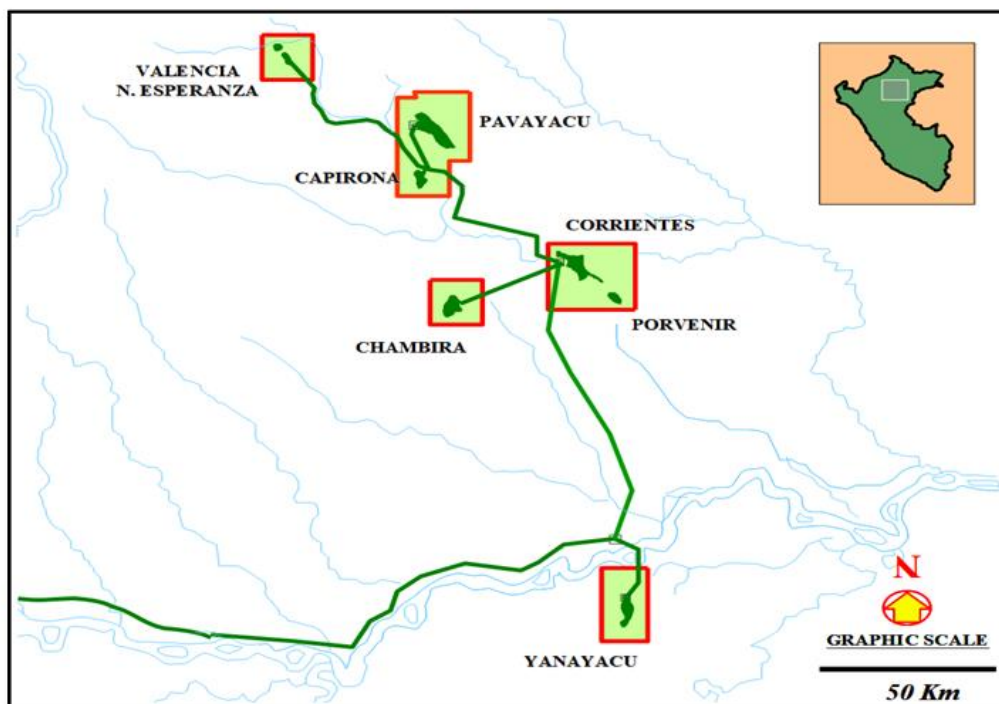 VALENCIA
N. ESPERANZA
PAVAYACU
CAPIRONA
CORRIENTES
PORVENIR
CHAMBIRA
YANAYACU
N
GRAPHIC SCALE
50 Km